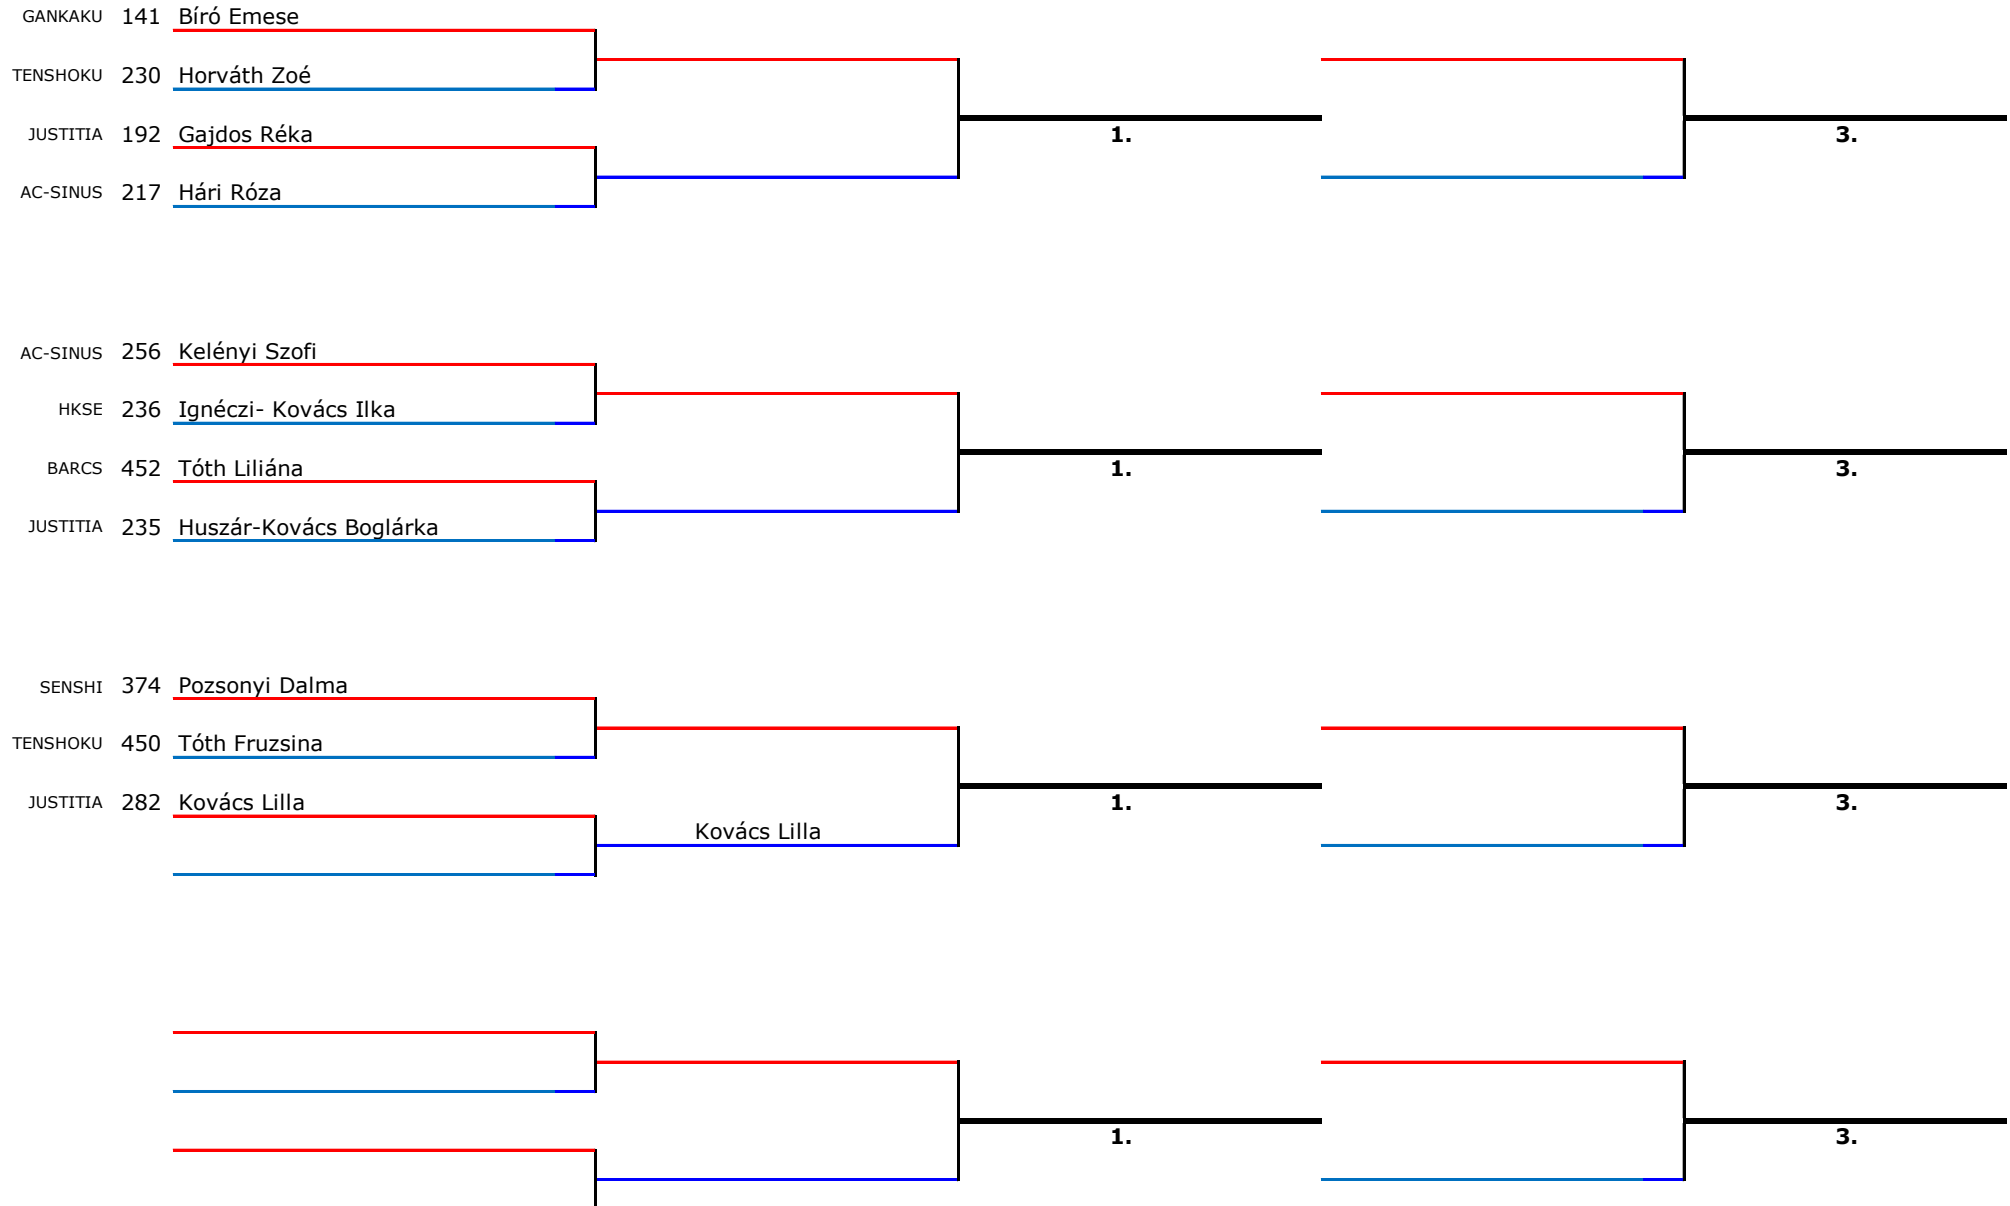 GANKAKU 141 Bíró Emese
TENSHOKU 230 Horváth Zoé
1. 3.
JUSTITIA 192 Gajdos Réka
AC-SINUS 217 Hári Róza
AC-SINUS 256 Kelényi Szofi
HKSE 236 Ignéczi- Kovács Ilka
1. 3.
BARCS 452 Tóth Liliána
JUSTITIA 235 Huszár-Kovács Boglárka
SENSHI 374 Pozsonyi Dalma
TENSHOKU 450 Tóth Fruzsina
JUSTITIA 282 Kovács Lilla
1. 3.
Kovács Lilla
1. 3.